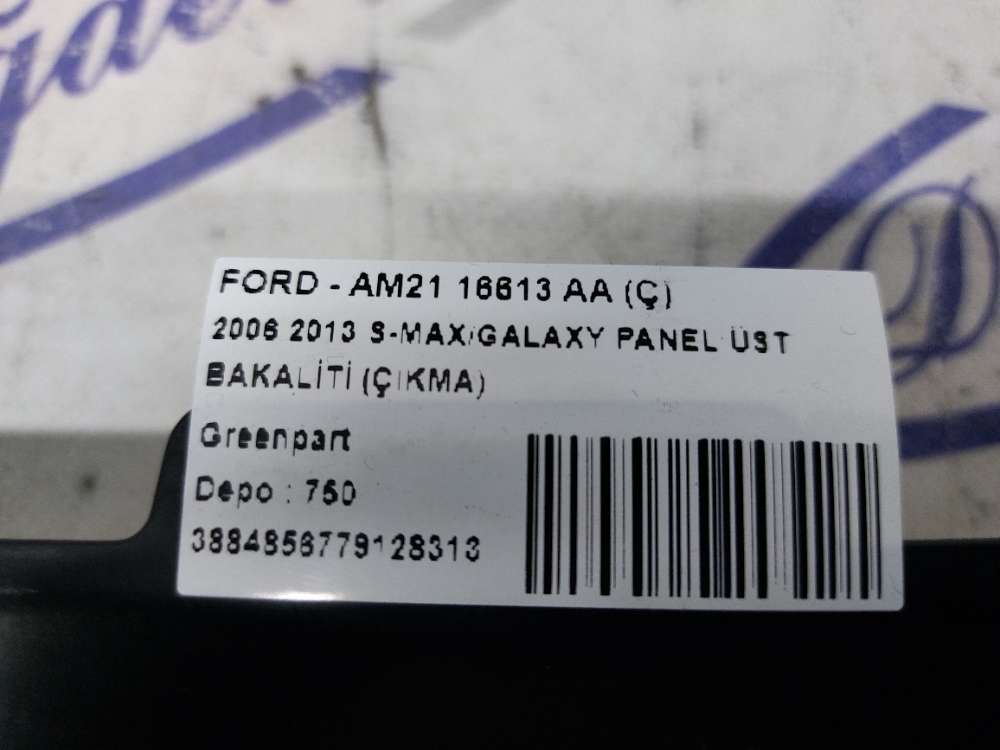 FORD - AM21 16613 AA (Ç)
2006 2013 S-MAX/GALAXY PANEL ÜST
BAKALİTİ (ÇIKMA)
Greenpart
Depo : 750
3884856779128313
D